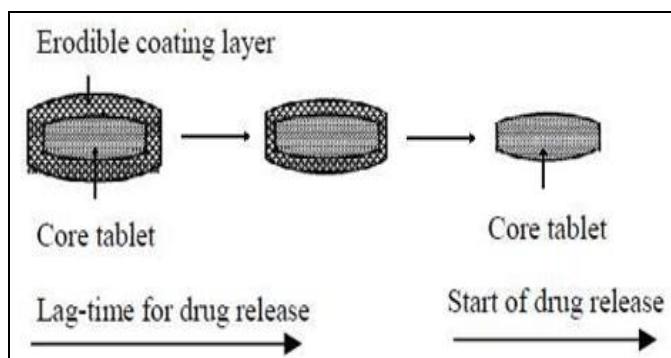 Erodible coating layer
Core tablet
Core tablet
Lag-time for drug release
Start of drug release